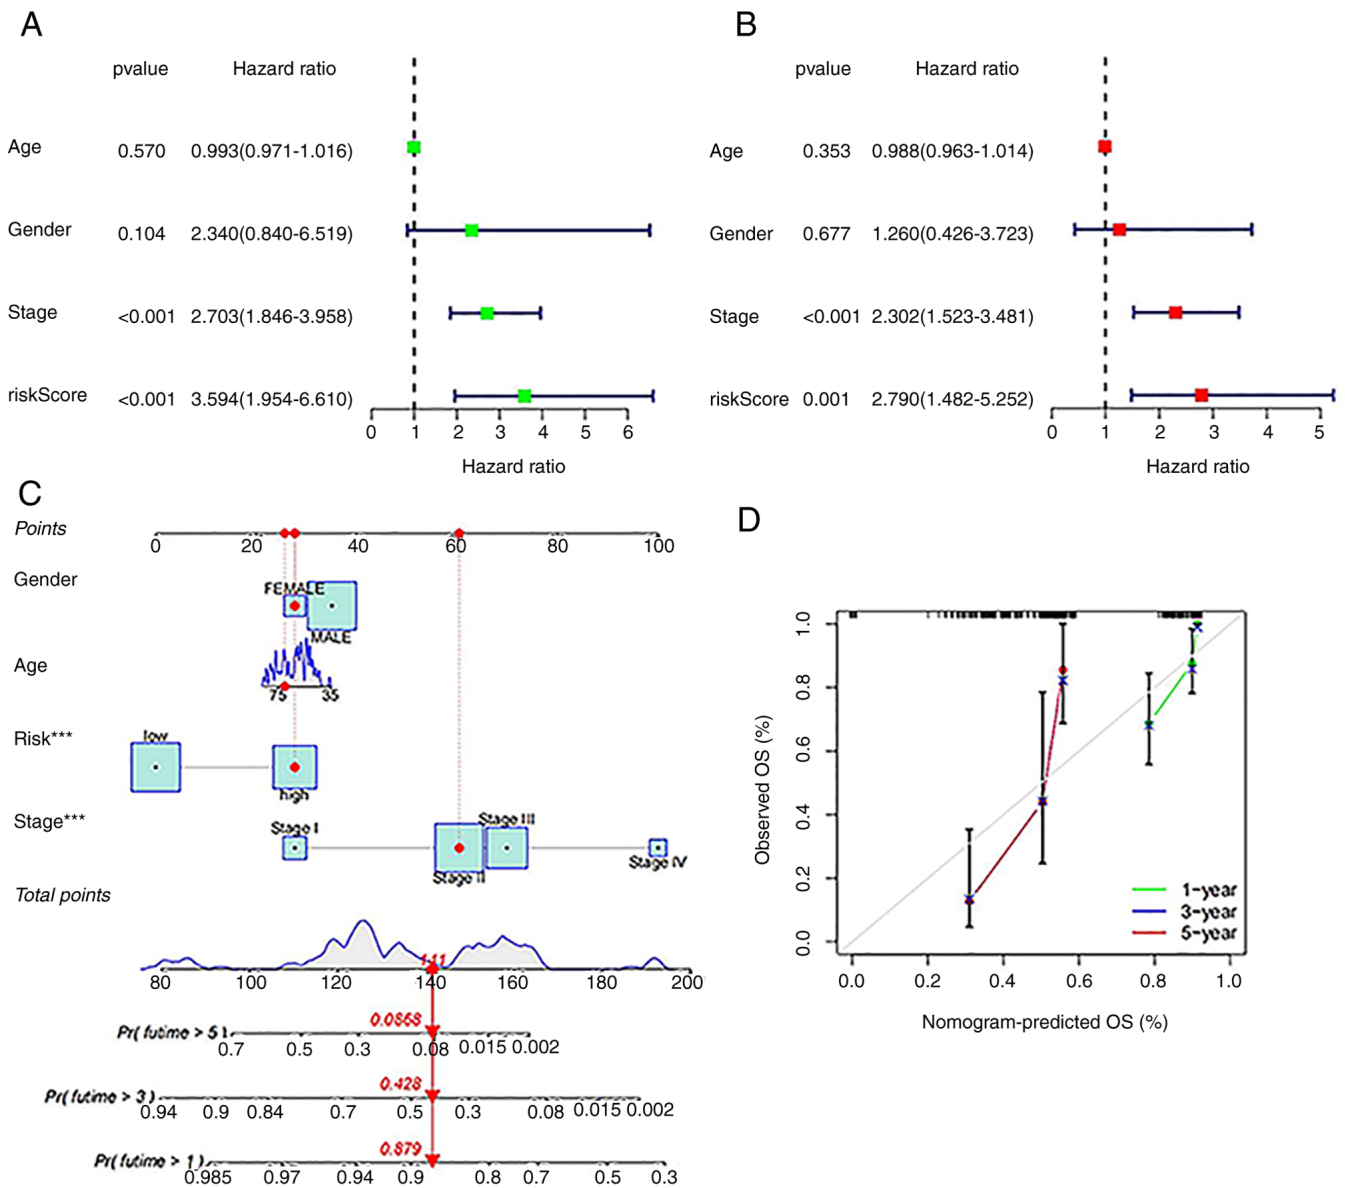 A
pvalue Hazard ratio
Age 0.570 0.993(0.971-1.016)
Gender 0.104 2.340(0.840-6.519)
Stage <0.001 2.703(1.846-3.958)
riskScore <0.001 3.594(1.954-6.610)
0 1 2 3 4 5 6
Hazard ratio
B
pvalue Hazard ratio
Age 0.353 0.988(0.963-1.014)
Gender 0.677 1.260(0.426-3.723)
Stage <0.001 2.302(1.523-3.481)
riskScore 0.001 2.790(1.482-5.252)
0 1 2 3 4 5
Hazard ratio
C
Points
0 20 40 60 80 100
Gender
FEMALE
MALE
Age
75 35
Risk***
low
high
Stage***
Stage I
Stage III
Stage II
Stage IV
Total points
80 100 120 140 160 180 200
0.0868
Pr( futime > 5)
0.7 0.5 0.3 0.08 0.015 0.002
0.428
Pr( futime > 3)
0.94 0.9 0.84 0.7 0.5 0.3 0.08 0.015 0.002
0.879
Pr( futime > 1)
0.985 0.97 0.94 0.9 0.8 0.7 0.5 0.3
D
Observed OS (%)
1.0
0.8
0.6
0.4
0.2
0.0
1-year
3-year
5-year
0.0 0.2 0.4 0.6 0.8 1.0
Nomogram-predicted OS (%)